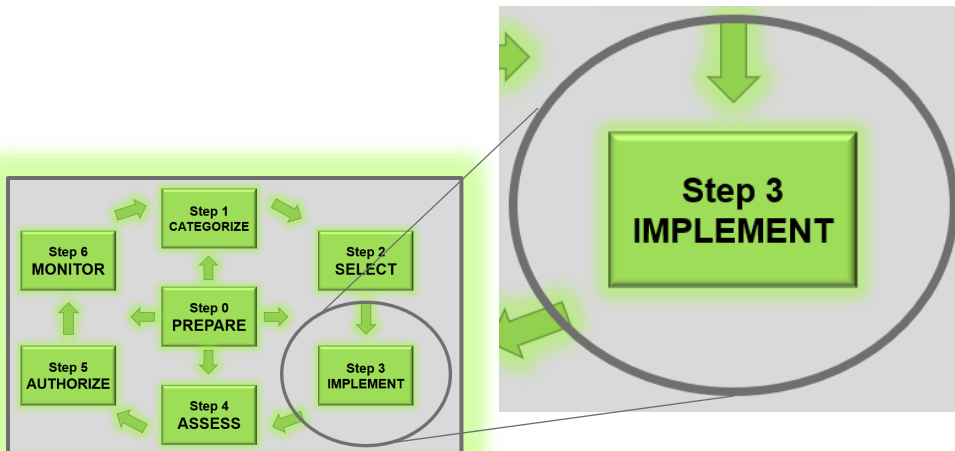 Step 1
CATEGORIZE
Step 6
MONITOR
Step 2
SELECT
Step 0
PREPARE
Step 5
AUTHORIZE
Step 3
IMPLEMENT
Step 4
ASSESS
Step 3
IMPLEMENT